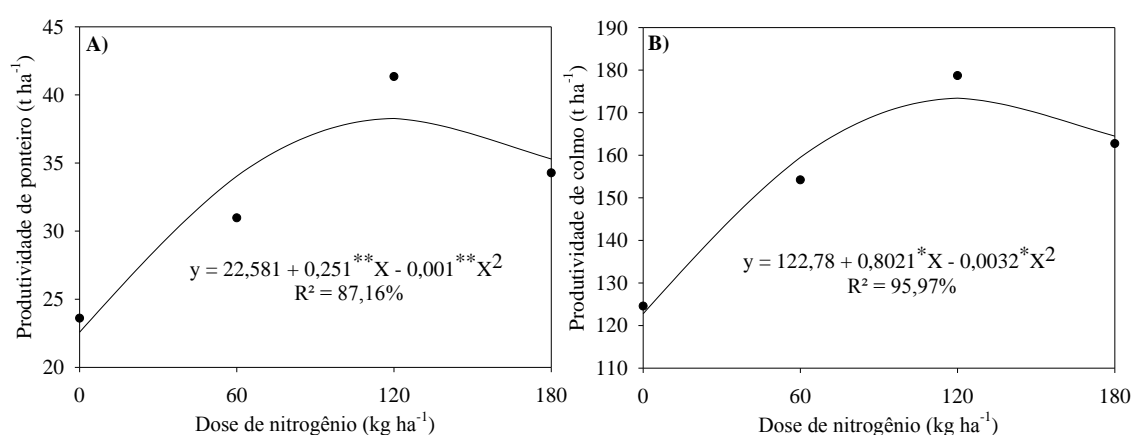 A)
Produtividade de ponteiro (t ha⁻¹)
45
40
35
30
25
20
y = 22,581 + 0,251**X - 0,001**X²
R² = 87,16%
0 60 120 180
Dose de nitrogênio (kg ha⁻¹)
B)
Produtividade de colmo (t ha⁻¹)
190
180
170
160
150
140
130
120
110
y = 122,78 + 0,8021*X - 0,0032*X²
R² = 95,97%
0 60 120 180
Dose de nitrogênio (kg ha⁻¹)